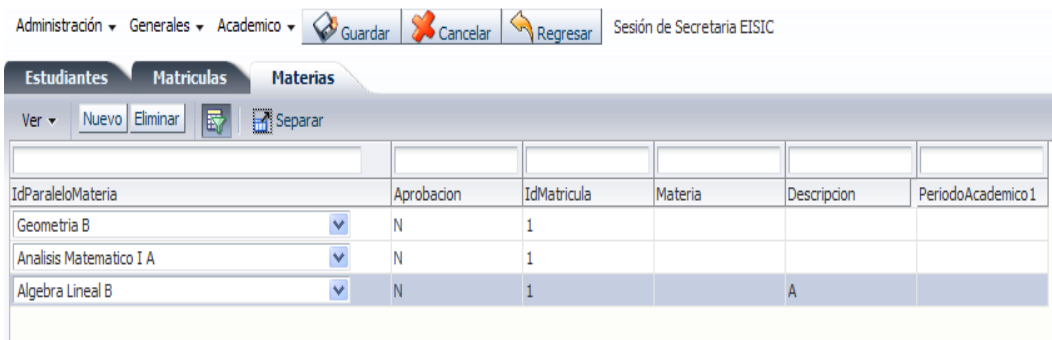 Administración Generales Academico Guardar Cancelar Regresar Sesión de Secretaria EISIC
Estudiantes Matriculas Materias
Ver Nuevo Eliminar Separar
IdParaleloMateria Aprobacion IdMatricula Materia Descripcion PeriodoAcademico1
Geometria B N 1
Analisis Matematico I A N 1
Algebra Lineal B N 1 A